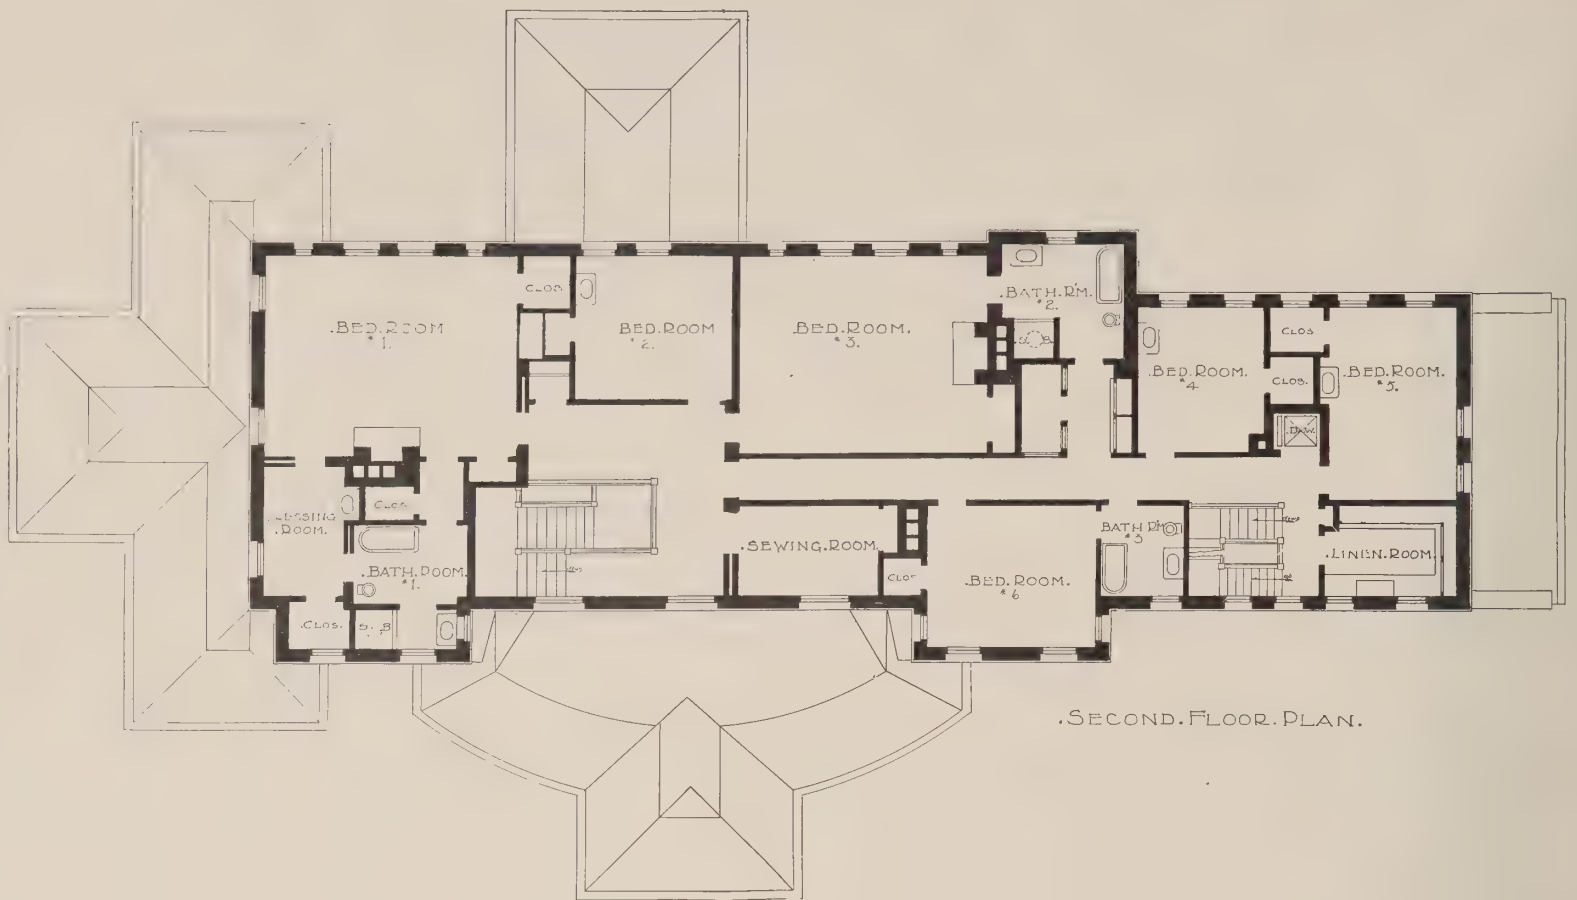 CLOS.
.BED.ROOM
#1.
BED.ROOM
#2.
.BED.ROOM.
#3.
.BATH.R'M.
#2.
S. B
CLOS
.BED.ROOM.
#4
CLOS.
.BED.ROOM.
#5.
D.W.
CLOS
ROOM.
.BATH.ROOM.
#1.
.CLOS.
S. B
.SEWING.ROOM.
CLOS
BED.ROOM.
#6
BATH R'M
#3
.LINEN.ROOM.
.SECOND.FLOOR.PLAN.